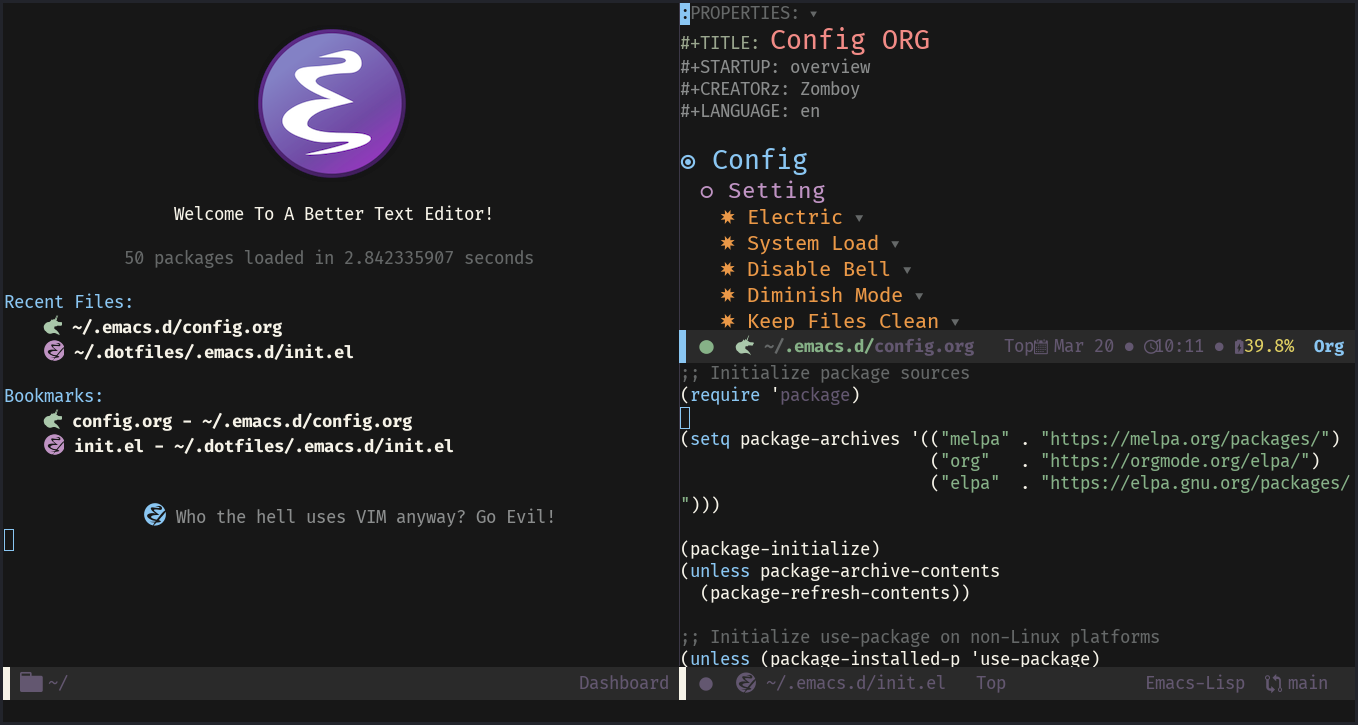 Welcome To A Better Text Editor!
50 packages loaded in 2.842335907 seconds
Recent Files:
~/.emacs.d/config.org
~/.dotfiles/.emacs.d/init.el
Bookmarks:
config.org - ~/.emacs.d/config.org
init.el - ~/.dotfiles/.emacs.d/init.el
Who the hell uses VIM anyway? Go Evil!
~/ Dashboard
:PROPERTIES: ▾
#+TITLE: Config ORG
#+STARTUP: overview
#+CREATORz: Zomboy
#+LANGUAGE: en
Config
Setting
Electric ▾
System Load ▾
Disable Bell ▾
Diminish Mode ▾
Keep Files Clean ▾
~/.emacs.d/config.org Top Mar 20 ● 10:11 ● 39.8% Org
;; Initialize package sources
(require 'package)
(setq package-archives '(("melpa" . "https://melpa.org/packages/")
("org" . "https://orgmode.org/elpa/")
("elpa" . "https://elpa.gnu.org/packages/
")))
(package-initialize)
(unless package-archive-contents
(package-refresh-contents))
;; Initialize use-package on non-Linux platforms
(unless (package-installed-p 'use-package)
~/.emacs.d/init.el Top Emacs-Lisp main